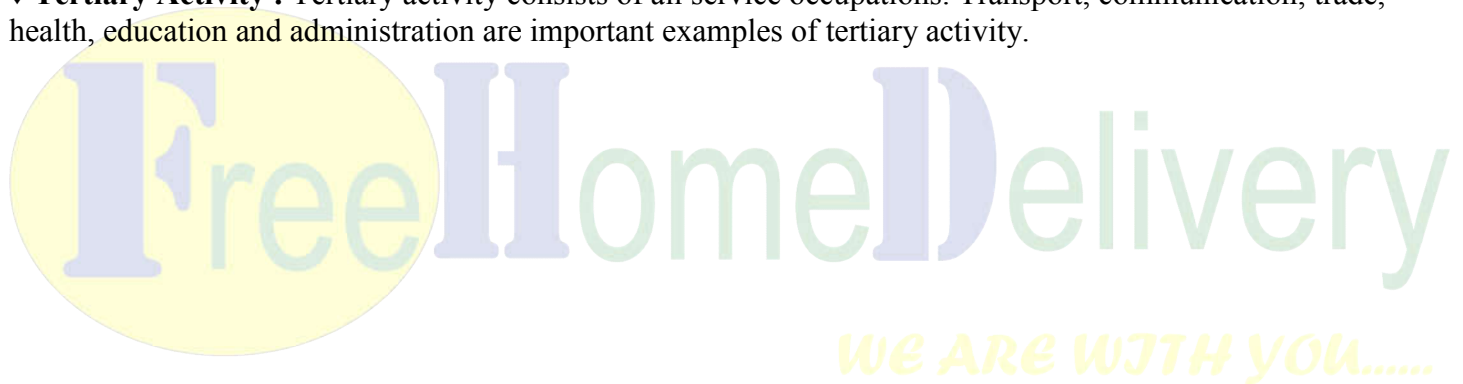 Tertiary Activity : Tertiary activity consists of all service occupations. Transport, communication, trade,
health, education and administration are important examples of tertiary activity.
FreeHomeDelivery
WE ARE WITH YOU......